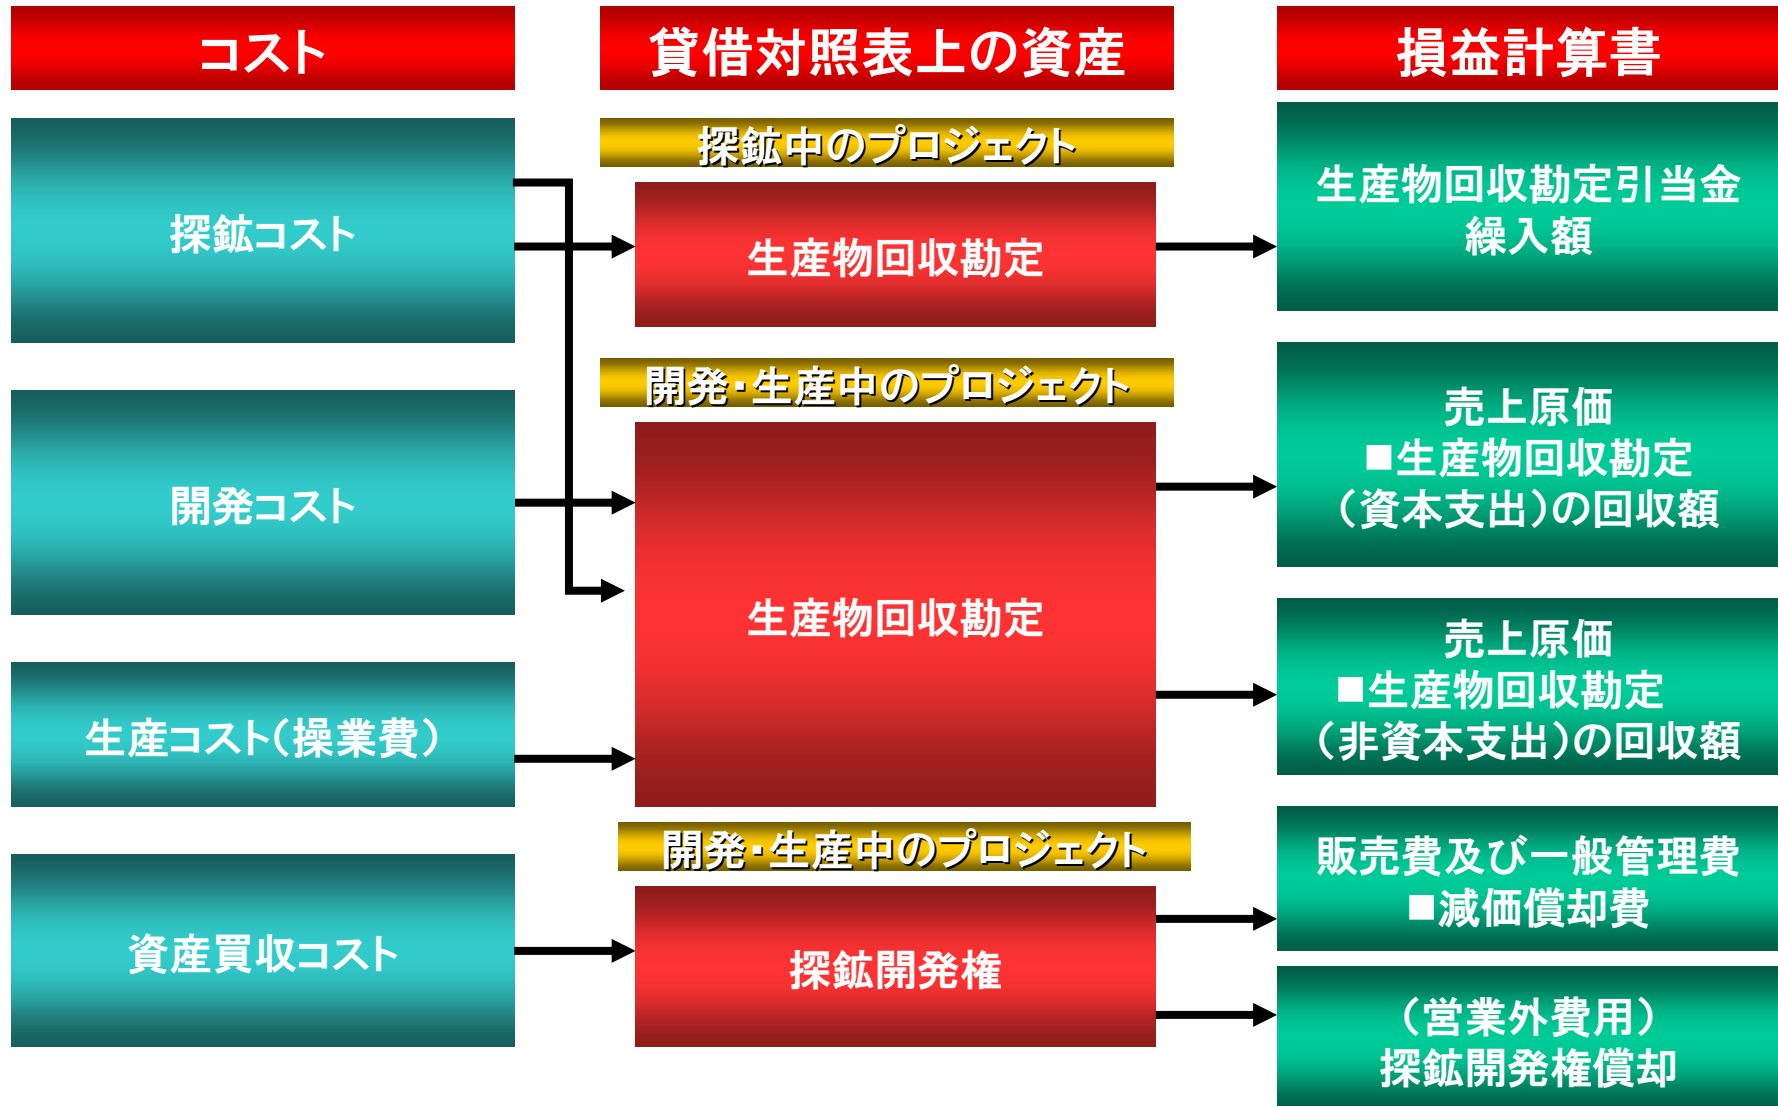 コスト
貸借対照表上の資産
損益計算書
探鉱コスト
開発コスト
生産コスト(操業費)
資産買収コスト
探鉱中のプロジェクト
生産物回収勘定
開発・生産中のプロジェクト
生産物回収勘定
開発・生産中のプロジェクト
探鉱開発権
生産物回収勘定引当金
繰入額
売上原価
■生産物回収勘定
(資本支出)の回収額
売上原価
■生産物回収勘定
(非資本支出)の回収額
販売費及び一般管理費
■減価償却費
(営業外費用)
探鉱開発権償却